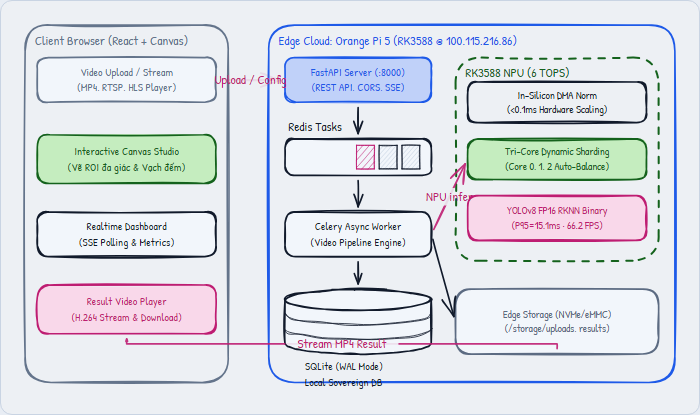 Client Browser (React + Canvas)
Video Upload / Stream
(MP4. RTSP. HLS Player)
Interactive Canvas Studio
(Vẽ ROI đa giác & Vạch đếm)
Realtime Dashboard
(SSE Polling & Metrics)
Result Video Player
(H.264 Stream & Download)
Upload / Config
Edge Cloud: Orange Pi 5 (RK3588 @ 100.115.216.86)
FastAPI Server (:8000)
(REST API. CORS. SSE)
Redis Tasks
Celery Async Worker
(Video Pipeline Engine)
Stream MP4 Result
SQLite (WAL Mode)
Local Sovereign DB
NPU infer
RK3588 NPU (6 TOPS)
In-Silicon DMA Norm
(<0.1ms Hardware Scaling)
Tri-Core Dynamic Sharding
(Core 0. 1. 2 Auto-Balance)
YOLOv8 FP16 RKNN Binary
(P95=15.1ms · 66.2 FPS)
Edge Storage (NVMe/eMMC)
(/storage/uploads. results)